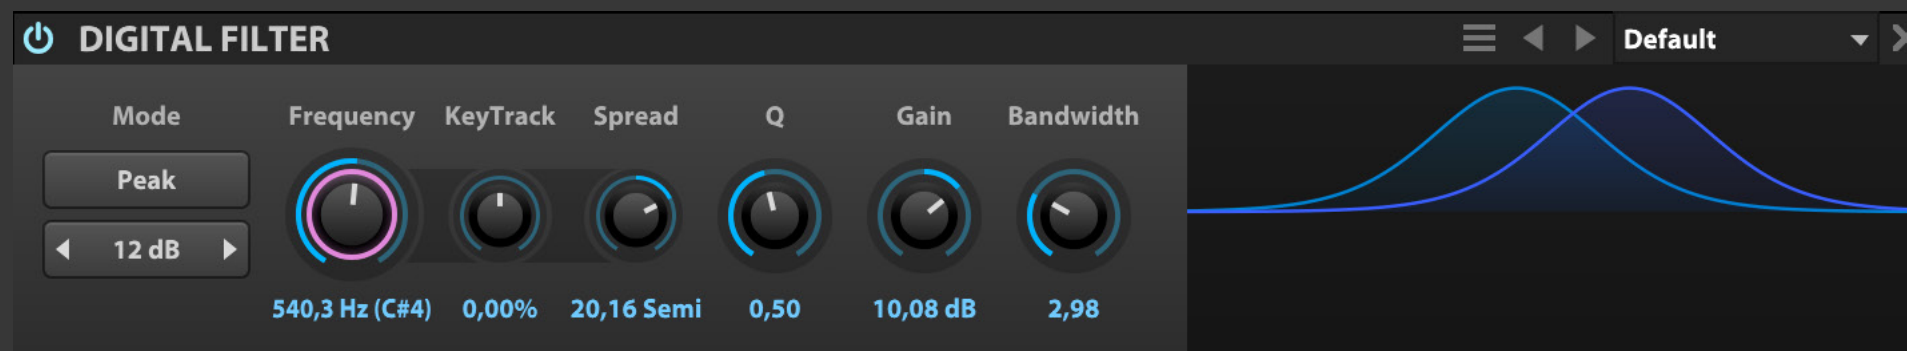 DIGITAL FILTER
Default
Mode
Frequency
KeyTrack
Spread
Q
Gain
Bandwidth
Peak
12 dB
540,3 Hz (C#4)
0,00%
20,16 Semi
0,50
10,08 dB
2,98